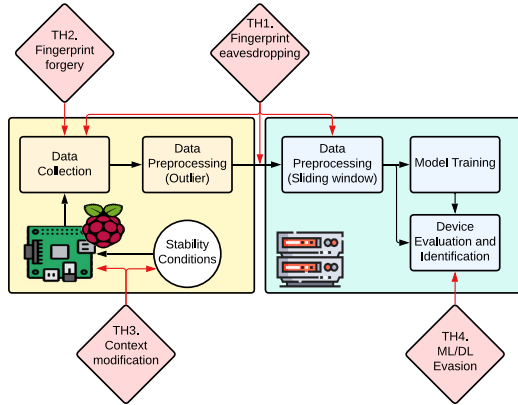 TH2.
Fingerprint
forgery
TH1.
Fingerprint
eavesdropping
Data
Collection
Data
Preprocessing
(Outlier)
Data
Preprocessing
(Sliding window)
Model Training
Stability
Conditions
Device
Evaluation and
Identification
TH3.
Context
modification
TH4.
ML/DL
Evasion